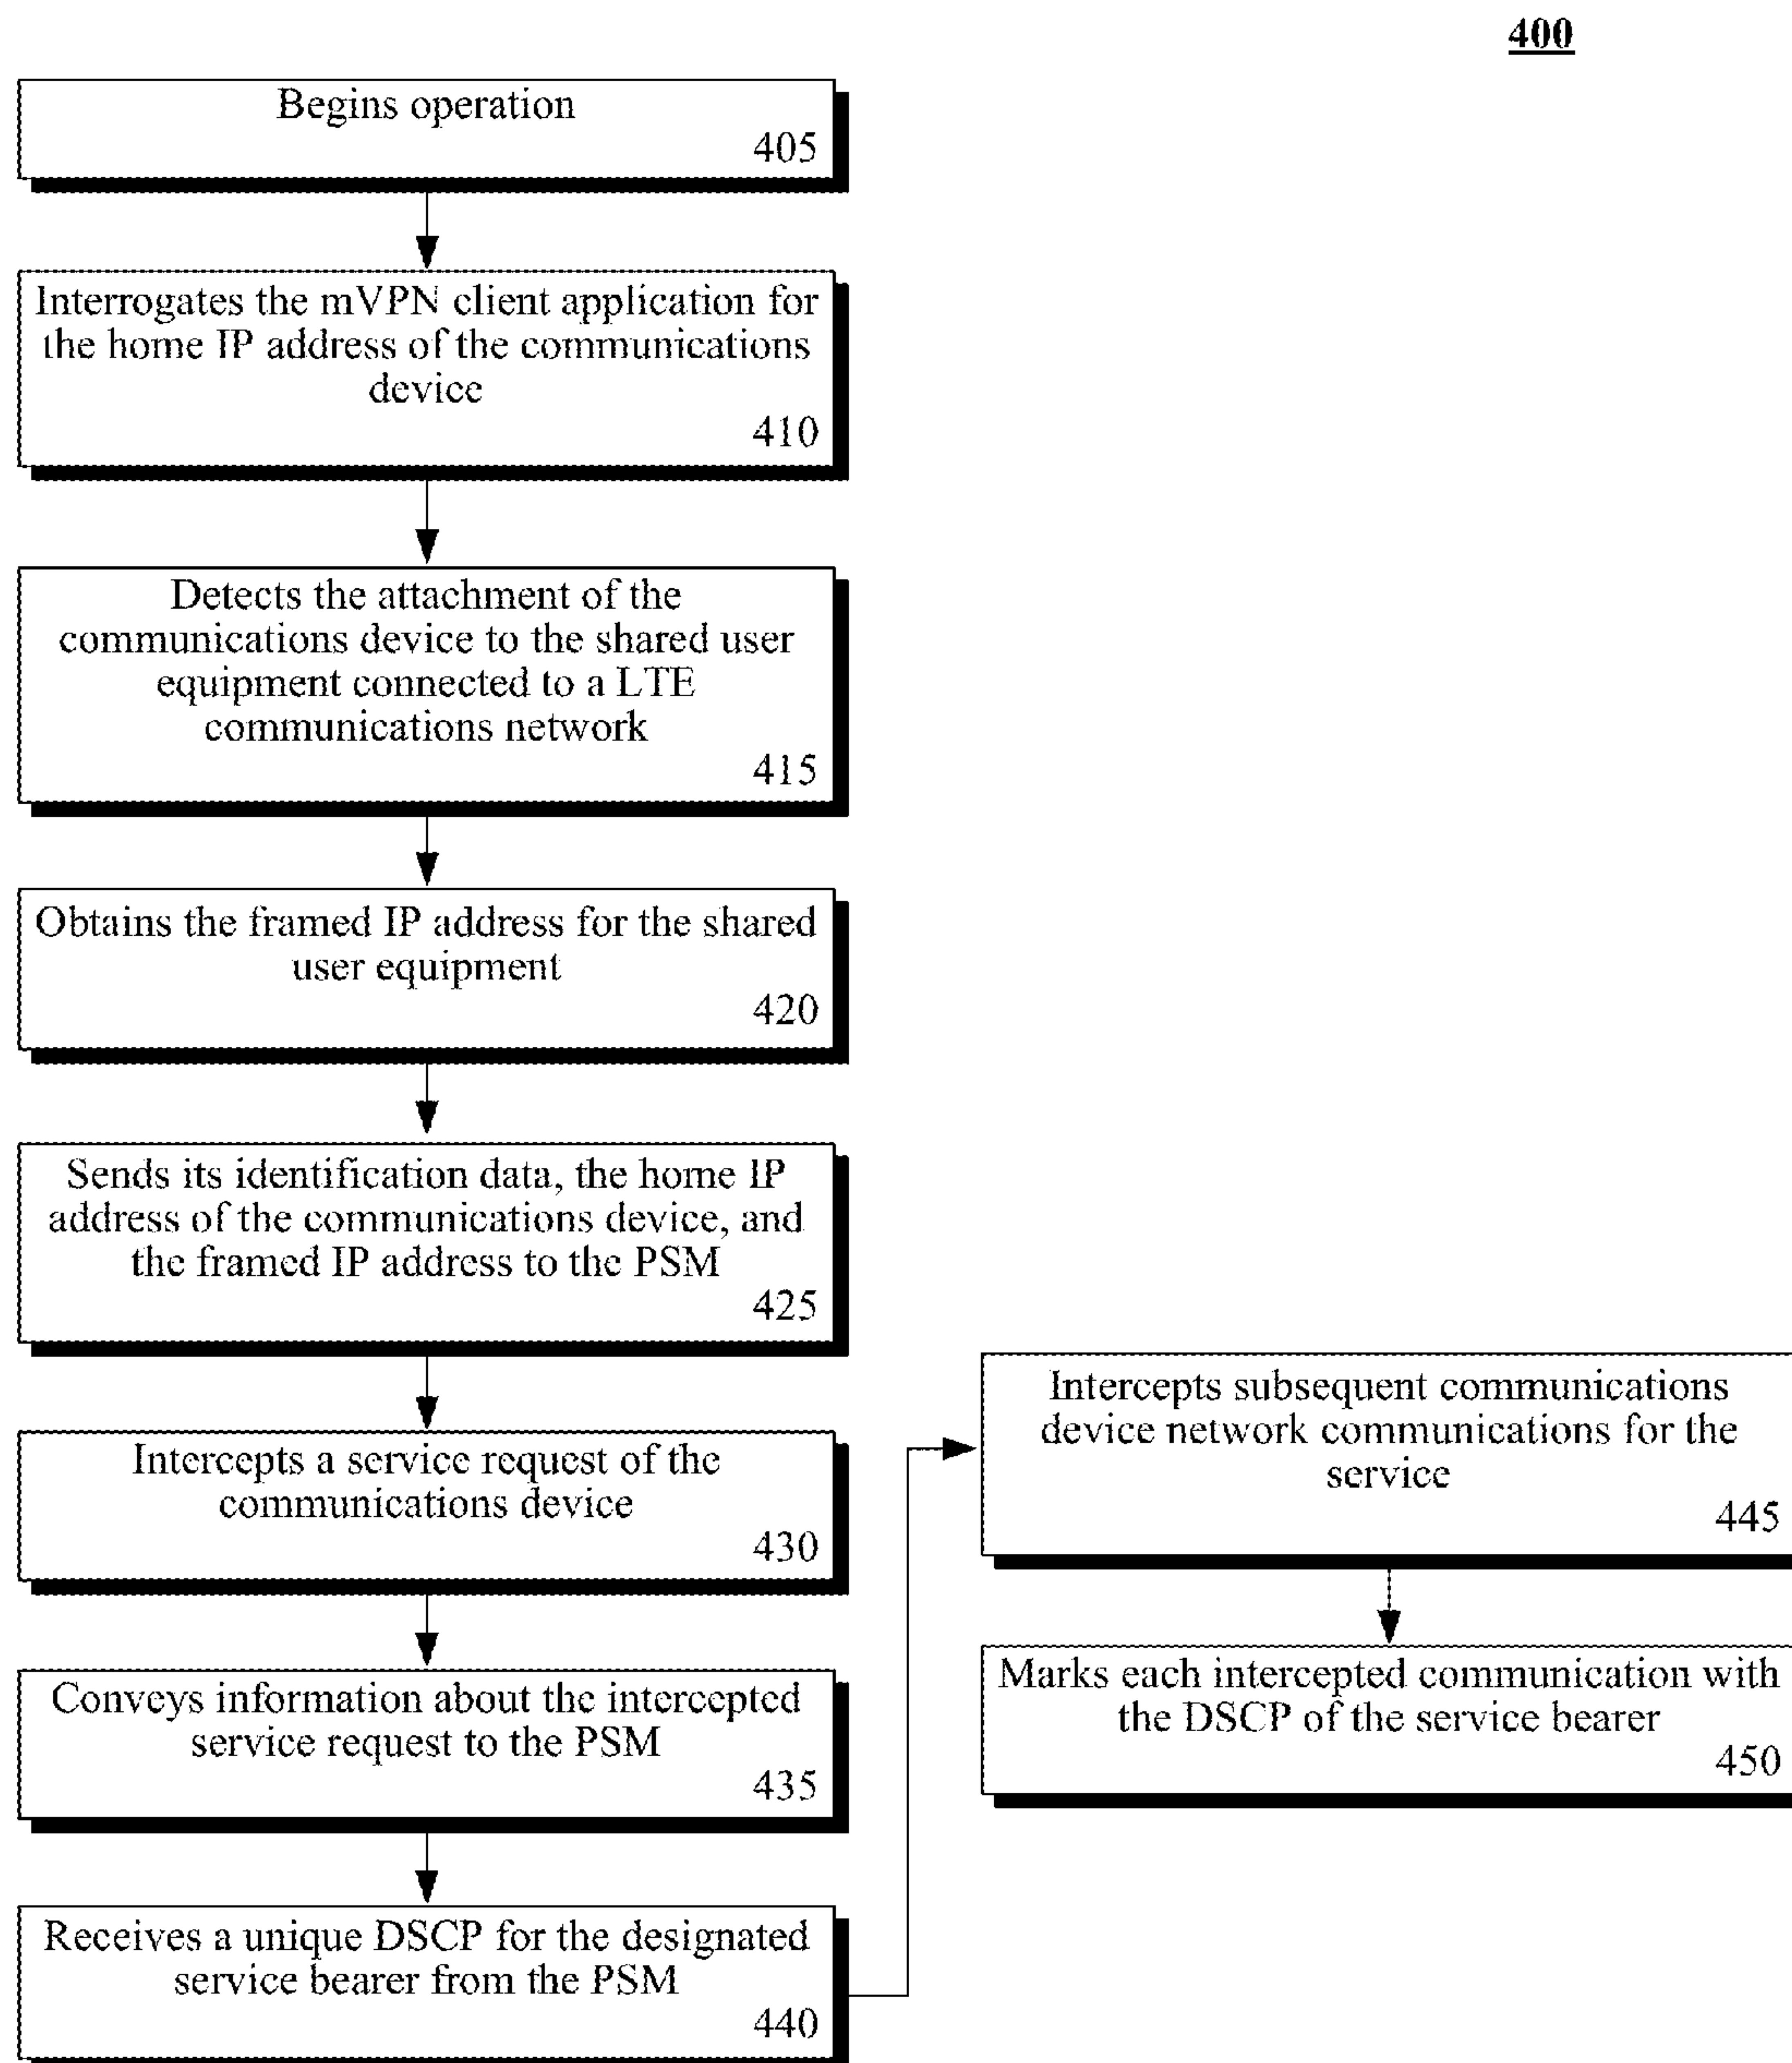 400
Begins operation
405
Interrogates the mVPN client application for
the home IP address of the communications
device
410
Detects the attachment of the
communications device to the shared user
equipment connected to a LTE
communications network
415
Obtains the framed IP address for the shared
user equipment
420
Sends its identification data, the home IP
address of the communications device, and
the framed IP address to the PSM
425
Intercepts a service request of the
communications device
430
Conveys information about the intercepted
service request to the PSM
435
Receives a unique DSCP for the designated
service bearer from the PSM
440
Intercepts subsequent communications
device network communications for the
service
445
Marks each intercepted communication with
the DSCP of the service bearer
450